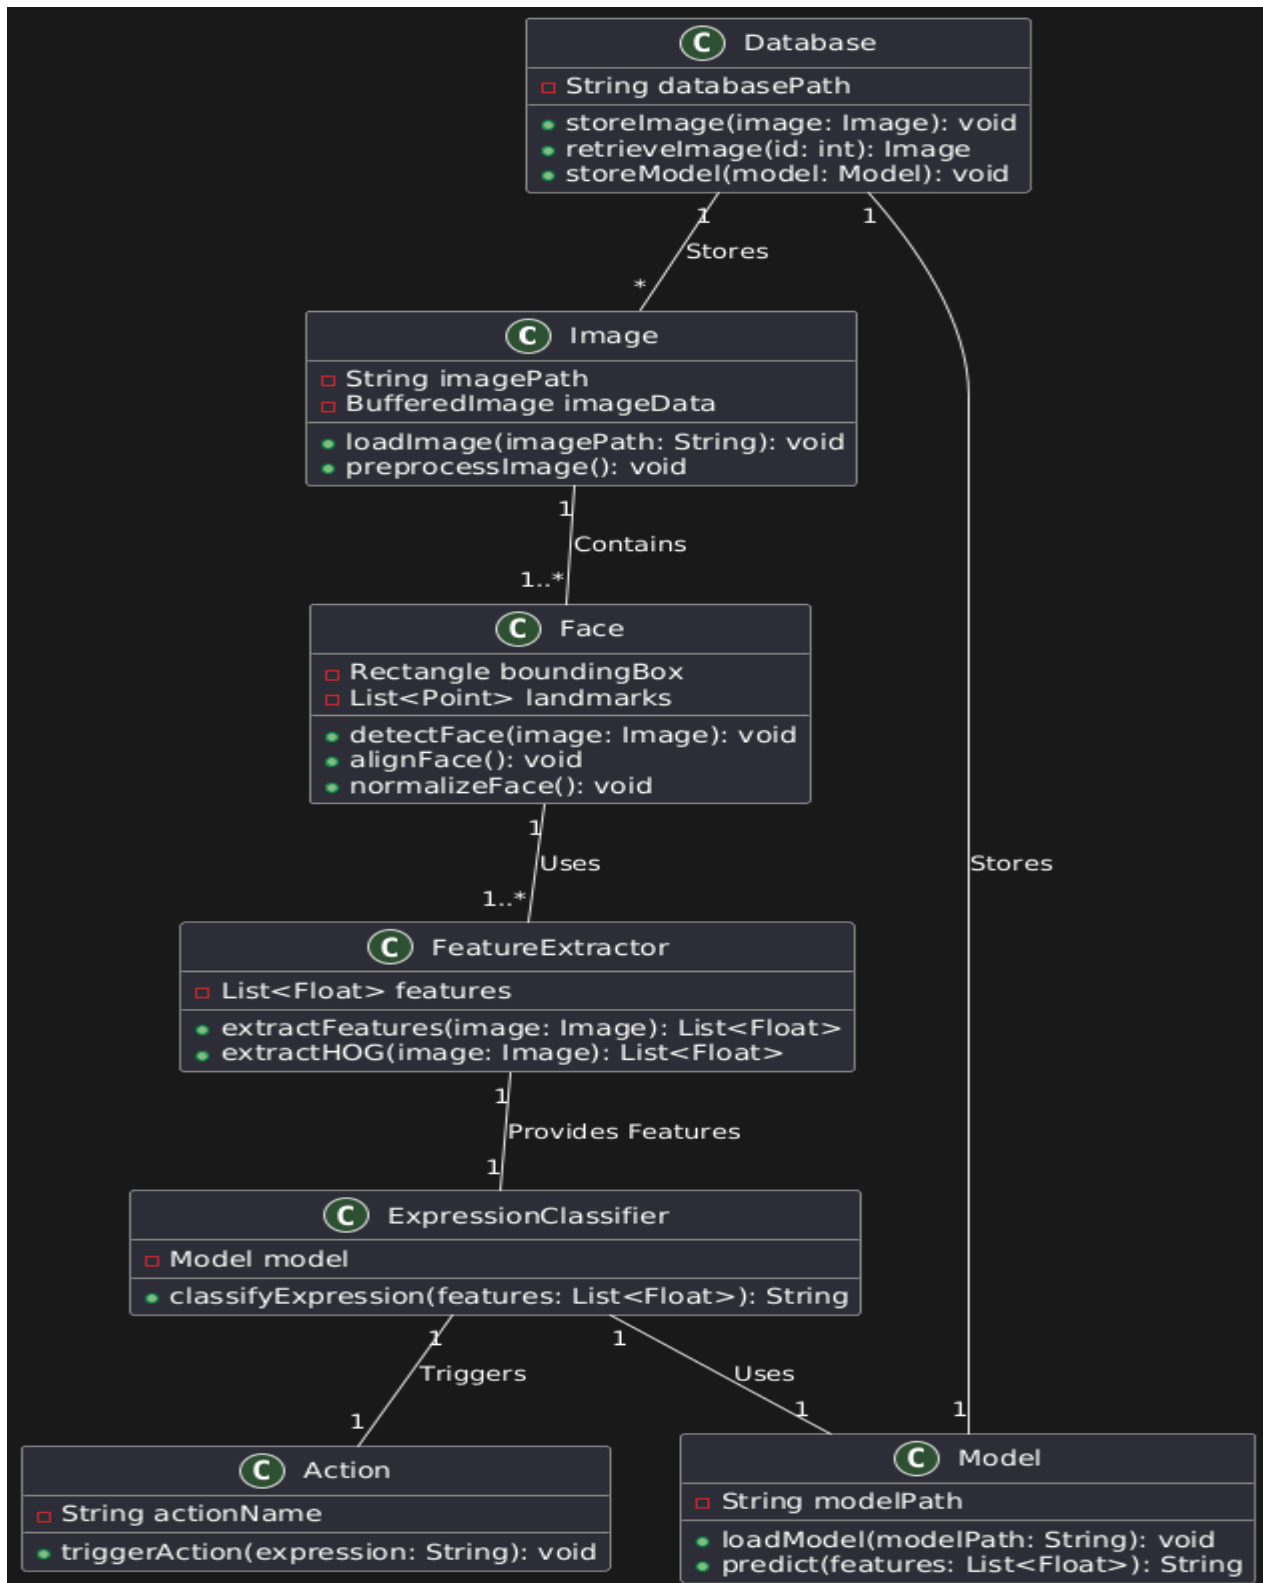 C Database
String databasePath
storeImage(image: Image): void
retrieveImage(id: int): Image
storeModel(model: Model): void
1 1
Stores
*
C Image
String imagePath
BufferedImage imageData
loadImage(imagePath: String): void
preprocessImage(): void
1
Contains
1..*
C Face
Rectangle boundingBox
List<Point> landmarks
detectFace(image: Image): void
alignFace(): void
normalizeFace(): void
1
Uses Stores
1..*
C FeatureExtractor
List<Float> features
extractFeatures(image: Image): List<Float>
extractHOG(image: Image): List<Float>
1
Provides Features
1
C ExpressionClassifier
Model model
classifyExpression(features: List<Float>): String
1 1
Triggers Uses
1 1 1
C Action
String actionName
triggerAction(expression: String): void
C Model
String modelPath
loadModel(modelPath: String): void
predict(features: List<Float>): String